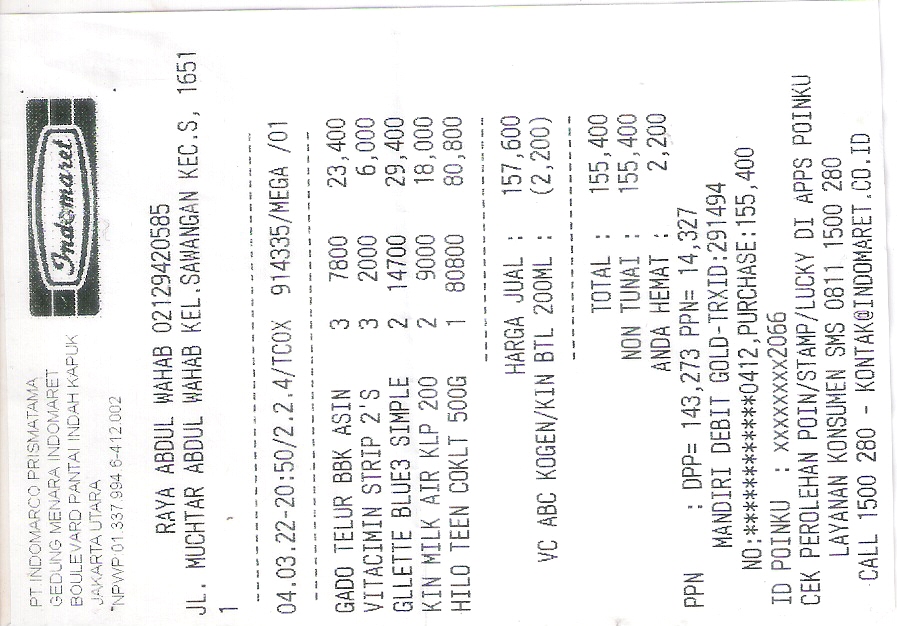 Indomaret
PT.INDOMARCO PRISMATAMA
GEDUNG MENARA INDOMARET
BOULEVARD PANTAI INDAH KAPUK
JAKARTA UTARA
*NPWP:01.337.994.6-412.002
RAYA ABDUL WAHAB 02129420585
JL. MUCHTAR ABDUL WAHAB KEL.SAWANGAN KEC.S, 1651
1
04.03.22-20:50/2.2.4/TCOX 914335/MEGA /01
GADO TELUR BBK ASIN 3 7800 23,400
VITACIMIN STRIP 2'S 3 2000 6,000
GLLETTE BLUE3 SIMPLE 2 14700 29,400
KIN MILK AIR KLP 200 2 9000 18,000
HILO TEEN COKLT 500G 1 80800 80,800
HARGA JUAL : 157,600
VC ABC KOGEN/KIN BTL 200ML : (2,200)
TOTAL : 155,400
NON TUNAI : 155,400
ANDA HEMAT : 2,200
PPN : DPP= 143,273 PPN= 14,327
MANDIRI DEBIT GOLD-TRXID:291494
NO:************0412,PURCHASE:155,400
ID POINKU : XXXXXXXX2066
CEK PEROLEHAN POIN/STAMP/LUCKY DI APPS POINKU
LAYANAN KONSUMEN SMS 0811 1500 280
CALL 1500 280 - KONTAK@INDOMARET.CO.ID